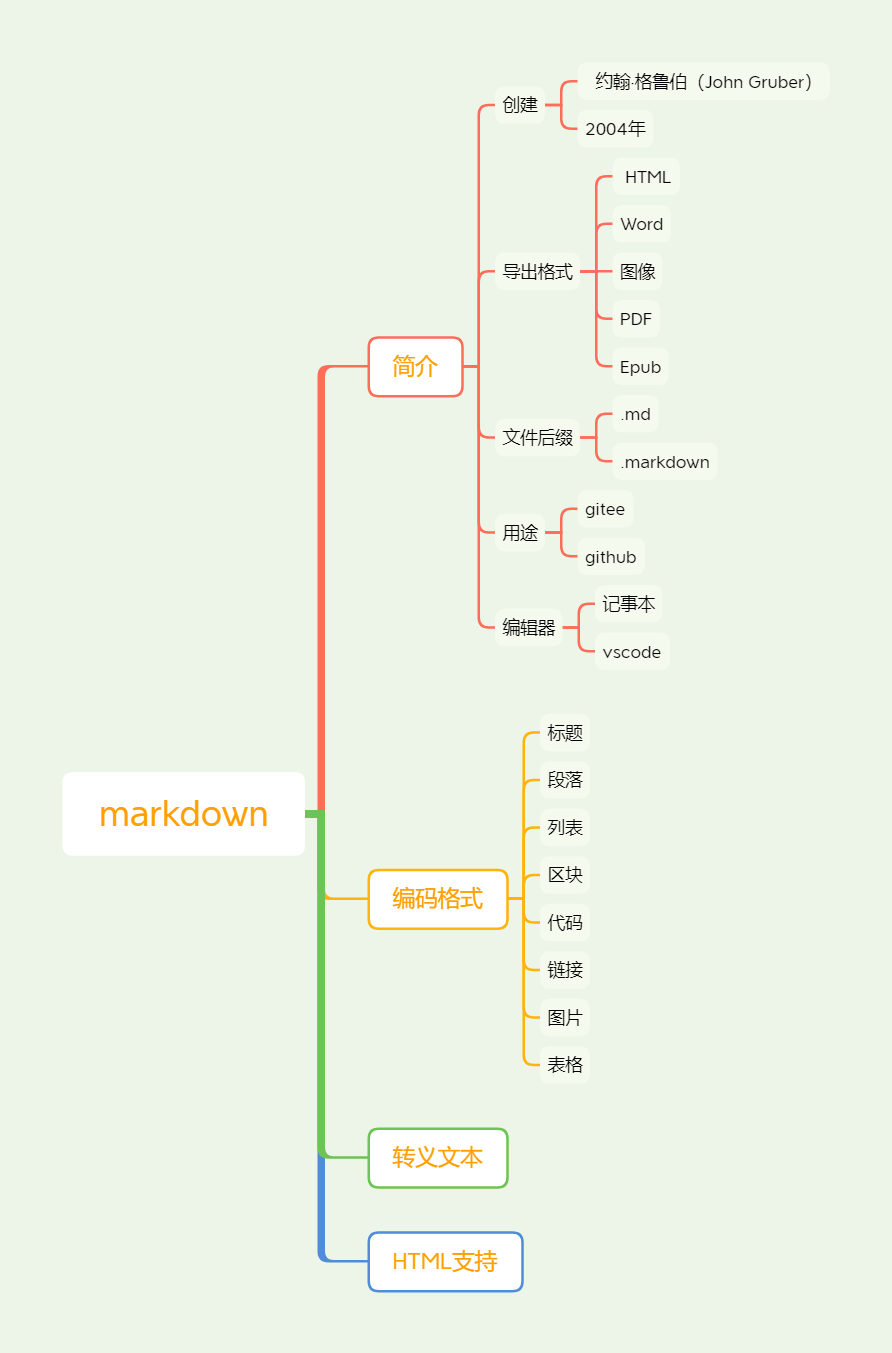 markdown
简介
创建
约翰·格鲁伯（John Gruber）
2004年
导出格式
HTML
Word
图像
PDF
Epub
文件后缀
.md
.markdown
用途
gitee
github
编辑器
记事本
vscode
编码格式
标题
段落
列表
区块
代码
链接
图片
表格
转义文本
HTML支持